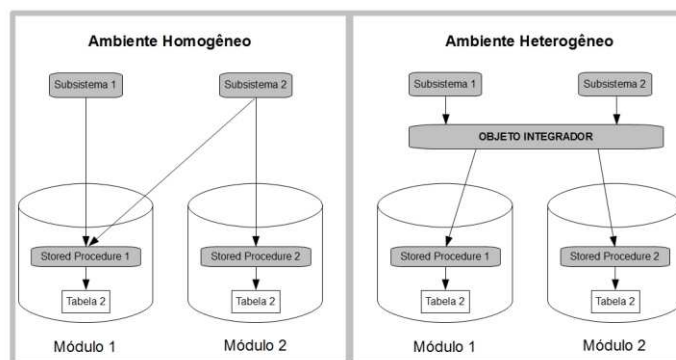 Ambiente Homogêneo
Subsistema 1
Subsistema 2
Stored Procedure 1
Stored Procedure 2
Tabela 2
Tabela 2
Módulo 1
Módulo 2
Ambiente Heterogêneo
Subsistema 1
Subsistema 2
OBJETO INTEGRADOR
Stored Procedure 1
Stored Procedure 2
Tabela 2
Tabela 2
Módulo 1
Módulo 2